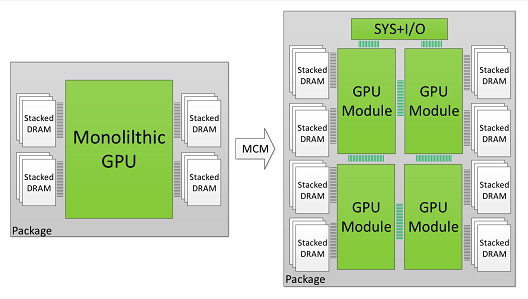 Stacked
DRAM
Stacked
DRAM
Monolilthic
GPU
Stacked
DRAM
Stacked
DRAM
Package
MCM
SYS+I/O
Stacked
DRAM
Stacked
DRAM
Stacked
DRAM
Stacked
DRAM
GPU
Module
GPU
Module
GPU
Module
GPU
Module
Stacked
DRAM
Stacked
DRAM
Stacked
DRAM
Stacked
DRAM
Package